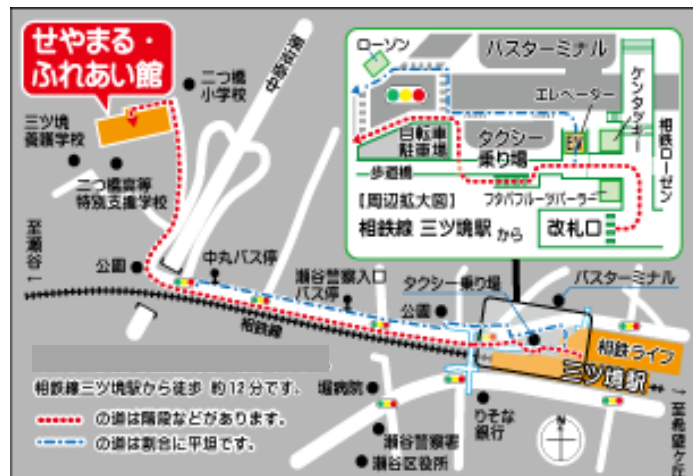 せやまる・
ふれあい館
二つ橋
小学校
三ツ境
養護学校
二つ橋高等
特別支援学校
至瀬谷
公園
中丸バス停
瀬谷警察入口
バス停
相鉄線
ローソン
バスターミナル
エレベーター
ケンタッキー
相鉄ローゼン
自転車
駐車場
タクシー
乗り場
EV
歩道橋
【周辺拡大図】
フタバフルーツパーラー
相鉄線 三ツ境駅 から
改札口
タクシー乗り場
バスターミナル
公園
相鉄ライフ
三ツ境駅
至希望ヶ丘
相鉄線三ツ境駅から徒歩 約12分です。
の道は階段などがあります。
の道は割合に平坦です。
堀病院
りそな
銀行
瀬谷警察署
瀬谷区役所
N